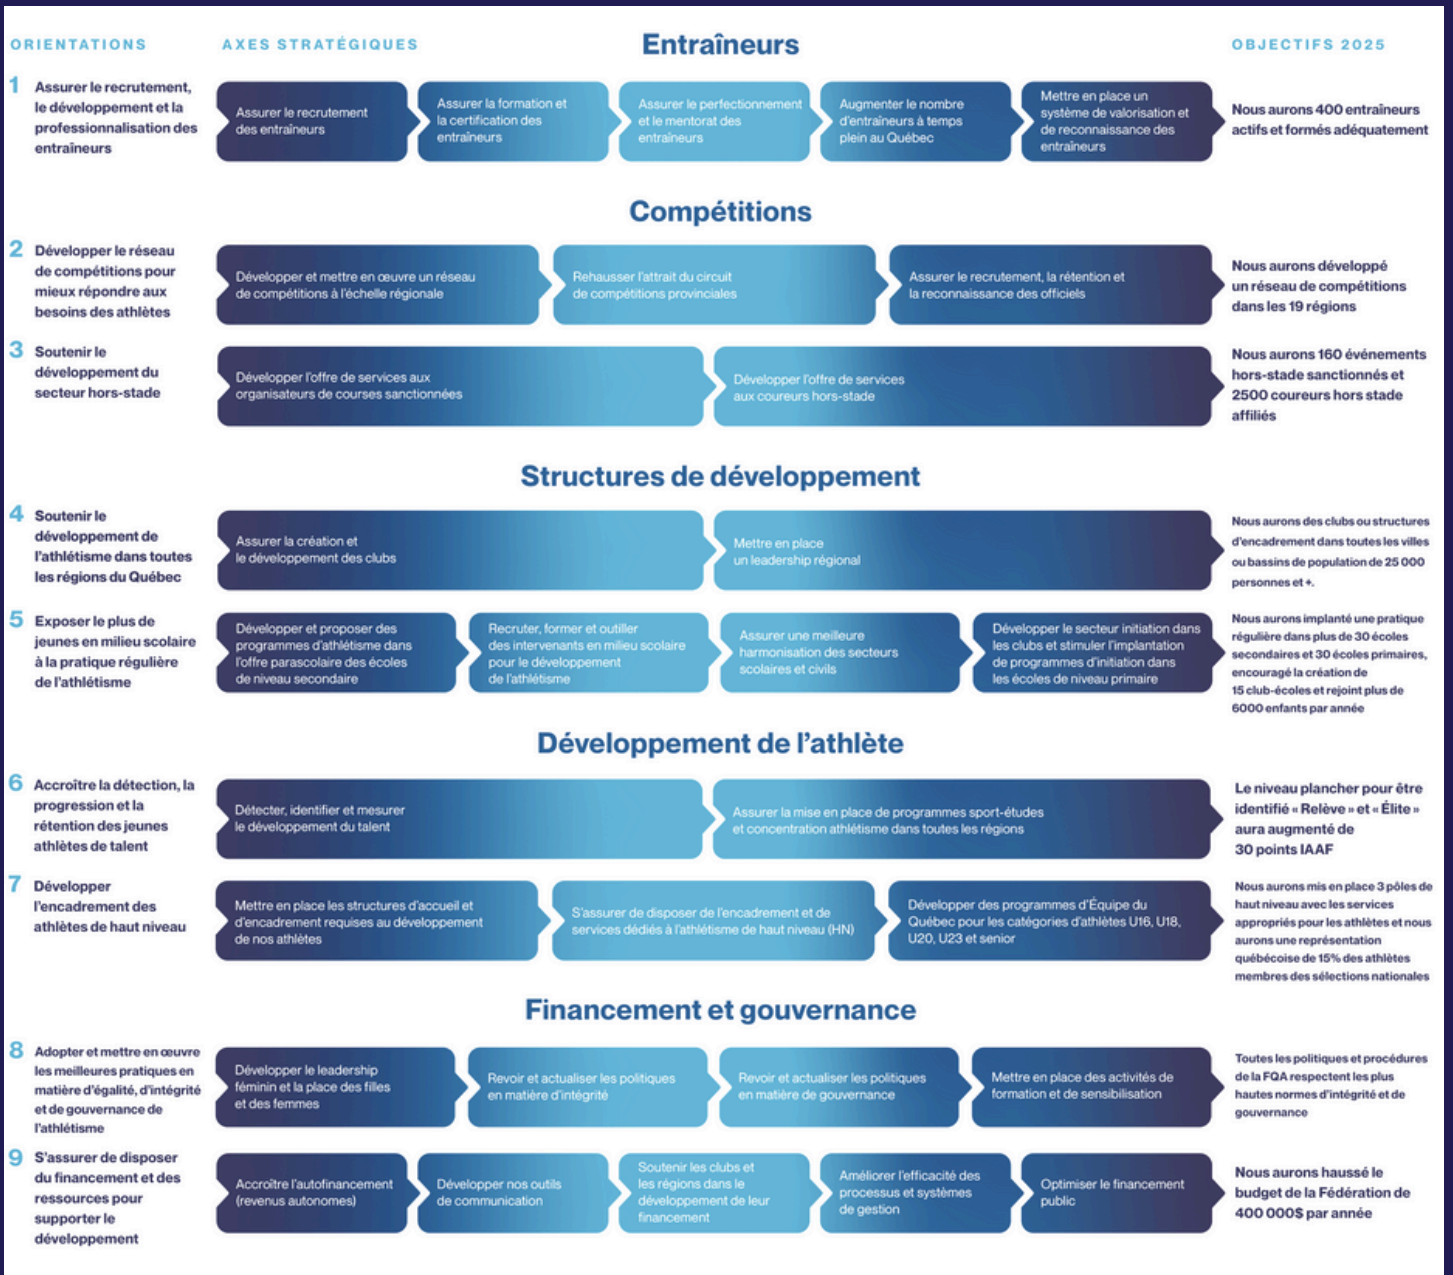 ORIENTATIONS
AXES STRATÉGIQUES
Entraîneurs
OBJECTIFS 2025
1
Assurer le recrutement,
le développement et la
professionnalisation des
entraîneurs
Assurer le recrutement
des entraîneurs
Assurer la formation et
la certification des
entraîneurs
Assurer le perfectionnement
et le mentorat des
entraîneurs
Augmenter le nombre
d'entraîneurs à temps
plein au Québec
Mettre en place un
système de valorisation et
de reconnaissance des
entraîneurs
Nous aurons 400 entraîneurs
actifs et formés adéquatement
Compétitions
2
Développer le réseau
de compétitions pour
mieux répondre aux
besoins des athlètes
Développer et mettre en œuvre un réseau
de compétitions à l'échelle régionale
Rehausser l'attrait du circuit
de compétitions provinciales
Assurer le recrutement, la rétention et
la reconnaissance des officiels
Nous aurons développé
un réseau de compétitions
dans les 19 régions
3
Soutenir le
développement du
secteur hors-stade
Développer l'offre de services aux
organisateurs de courses sanctionnées
Développer l'offre de services
aux coureurs hors-stade
Nous aurons 160 événements
hors-stade sanctionnés et
2500 coureurs hors stade
affiliés
Structures de développement
4
Soutenir le
développement de
l'athlétisme dans toutes
les régions du Québec
Assurer la création et
le développement des clubs
Mettre en place
un leadership régional
Nous aurons des clubs ou structures
d'encadrement dans toutes les villes
ou bassins de population de 25 000
personnes et +.
5
Exposer le plus de
jeunes en milieu scolaire
à la pratique régulière
de l'athlétisme
Développer et proposer des
programmes d'athlétisme dans
l'offre parascolaire des écoles
de niveau secondaire
Recruter, former et outiller
des intervenants en milieu scolaire
pour le développement
de l'athlétisme
Assurer une meilleure
harmonisation des secteurs
scolaires et civils
Développer le secteur initiation dans
les clubs et stimuler l'implantation
de programmes d'initiation dans
les écoles de niveau primaire
Nous aurons implanté une pratique
régulière dans plus de 30 écoles
secondaires et 30 écoles primaires,
encouragé la création de
15 club-écoles et rejoint plus de
6000 enfants par année
Développement de l'athlète
6
Accroître la détection, la
progression et la
rétention des jeunes
athlètes de talent
Détecter, identifier et mesurer
le développement du talent
Assurer la mise en place de programmes sport-études
et concentration athlétisme dans toutes les régions
Le niveau plancher pour être
identifié « Relève » et « Élite »
aura augmenté de
30 points IAAF
7
Développer
l'encadrement des
athlètes de haut niveau
Mettre en place les structures d'accueil et
d'encadrement requises au développement
de nos athlètes
S'assurer de disposer de l'encadrement et de
services dédiés à l'athlétisme de haut niveau (HN)
Développer des programmes d'Équipe du
Québec pour les catégories d'athlètes U16, U18,
U20, U23 et senior
Nous aurons mis en place 3 pôles de
haut niveau avec les services
appropriés pour les athlètes et nous
aurons une représentation
québécoise de 15% des athlètes
membres des sélections nationales
Financement et gouvernance
8
Adopter et mettre en œuvre
les meilleures pratiques en
matière d'égalité, d'intégrité
et de gouvernance de
l'athlétisme
Développer le leadership
féminin et la place des filles
et des femmes
Revoir et actualiser les politiques
en matière d'intégrité
Revoir et actualiser les politiques
en matière de gouvernance
Mettre en place des activités de
formation et de sensibilisation
Toutes les politiques et procédures
de la FQA respectent les plus
hautes normes d'intégrité et de
gouvernance
9
S'assurer de disposer
du financement et des
ressources pour
supporter le
développement
Accroître l'autofinancement
(revenus autonomes)
Développer nos outils
de communication
Soutenir les clubs et
les régions dans le
développement de leur
financement
Améliorer l'efficacité des
processus et systèmes
de gestion
Optimiser le financement
public
Nous aurons haussé le
budget de la Fédération de
400 000$ par année